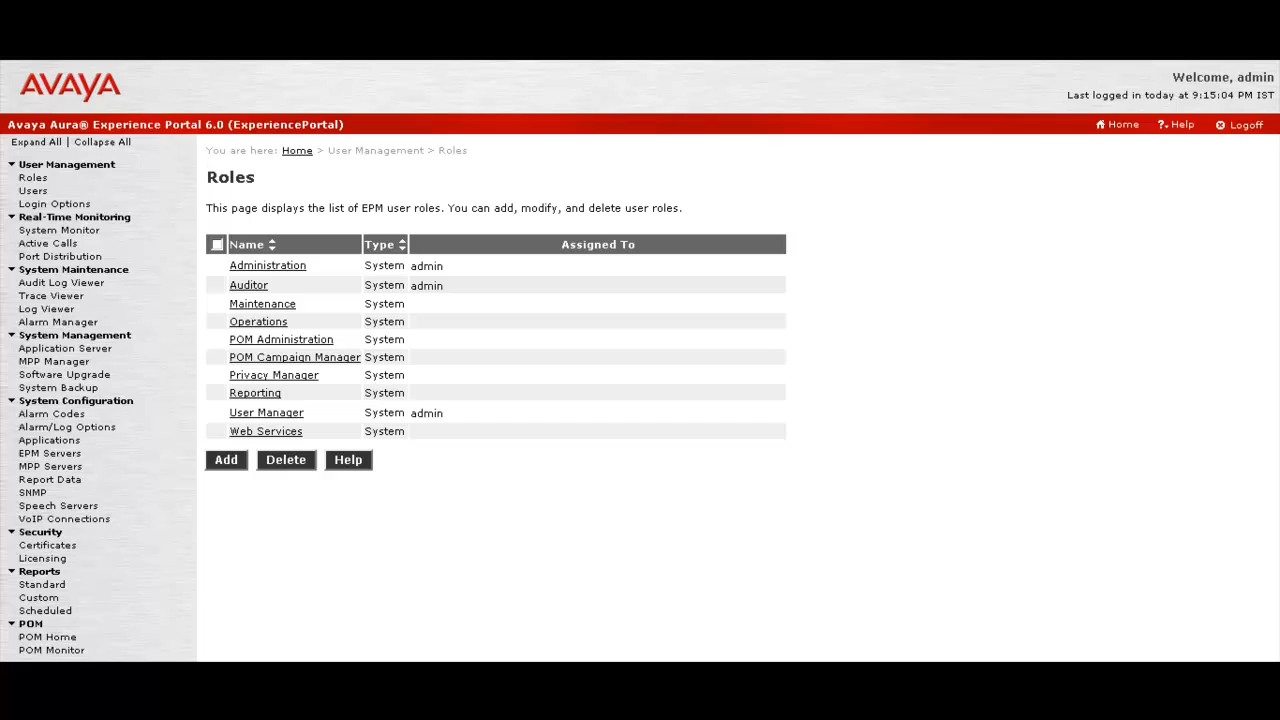 AVAYA
Welcome, admin
Last logged in today at 9:15:04 PM IST
Avaya Aura® Experience Portal 6.0 (ExperiencePortal)
Home ?. Help Logoff
Expand All | Collapse All
User Management
Roles
Users
Login Options
Real-Time Monitoring
System Monitor
Active Calls
Port Distribution
System Maintenance
Audit Log Viewer
Trace Viewer
Log Viewer
Alarm Manager
System Management
Application Server
MPP Manager
Software Upgrade
System Backup
System Configuration
Alarm Codes
Alarm/Log Options
Applications
EPM Servers
MPP Servers
Report Data
SNMP
Speech Servers
VoIP Connections
Security
Certificates
Licensing
Reports
Standard
Custom
Scheduled
POM
POM Home
POM Monitor
You are here: Home > User Management > Roles
Roles
This page displays the list of EPM user roles. You can add, modify, and delete user roles.
Name Type Assigned To
Administration System admin
Auditor System admin
Maintenance System
Operations System
POM Administration System
POM Campaign Manager System
Privacy Manager System
Reporting System
User Manager System admin
Web Services System
Add Delete Help